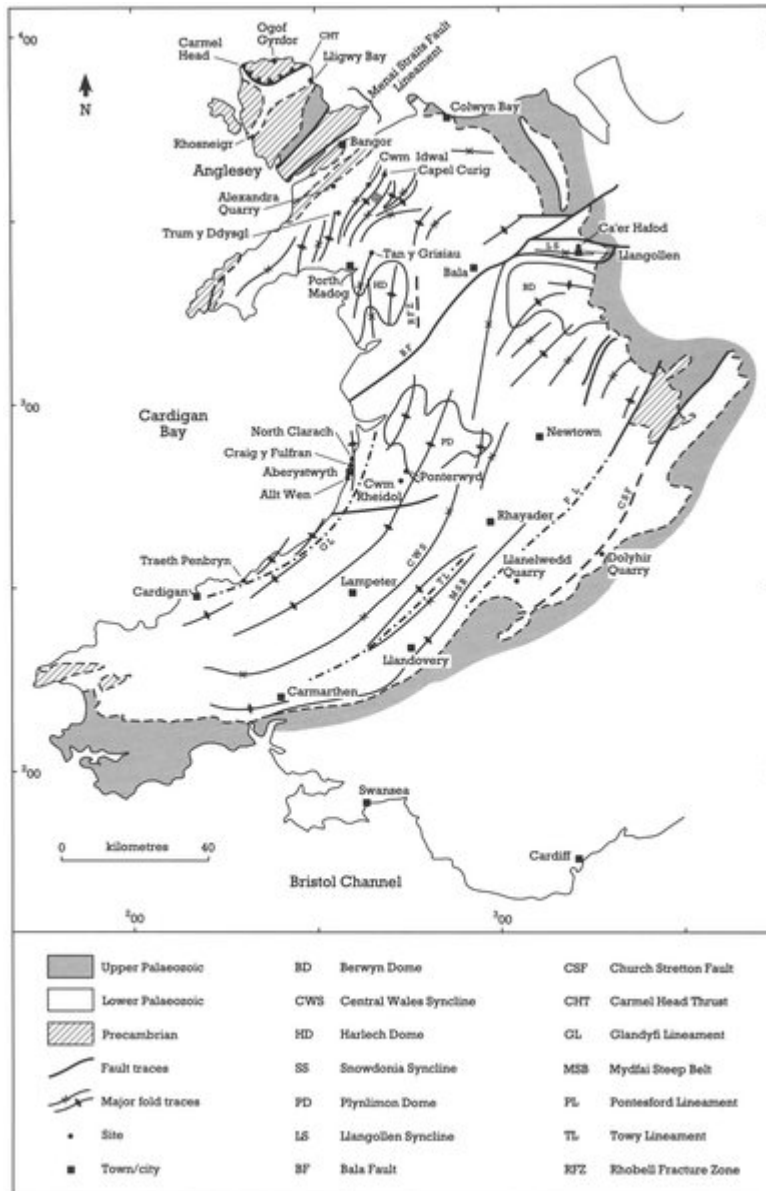 ⁴00
Ogof
Gynfor
CHT
Carmel
Head
Lligwy Bay
Menai Straits Fault
Lineament
N
Colwyn Bay
Rhosneigr
Bangor
Anglesey
Cwm Idwal
Capel Curig
Alexandra
Quarry
SS
Trum y Ddysgl
Ca'er Hafod
Tan y Grisiau
LS
Llangollen
Bala
Porth
Madog
HD
BD
RFZ
BF
³00
Cardigan
Bay
North Clarach
Craig y Fulfran
PD
Newtown
Aberystwyth
Ponterwyd
Allt Wen
Cwm
Rheidol
PL
CSF
Rhayader
GL
Traeth Penbryn
CWS
Llanelwedd
Quarry
Dolyhir
Quarry
Cardigan
Lampeter
TL
MSB
Llandovery
Carmarthen
²00
Swansea
0 kilometres 40
Cardiff
Bristol Channel
²00 ³00
Upper Palaeozoic BD Berwyn Dome CSF Church Stretton Fault
Lower Palaeozoic CWS Central Wales Syncline CHT Carmel Head Thrust
Precambrian HD Harlech Dome GL Glandyfi Lineament
Fault traces SS Snowdonia Syncline MSB Mydfai Steep Belt
Major fold traces PD Plynlimon Dome PL Pontesford Lineament
Site LS Llangollen Syncline TL Towy Lineament
Town/city BF Bala Fault RFZ Rhobell Fracture Zone